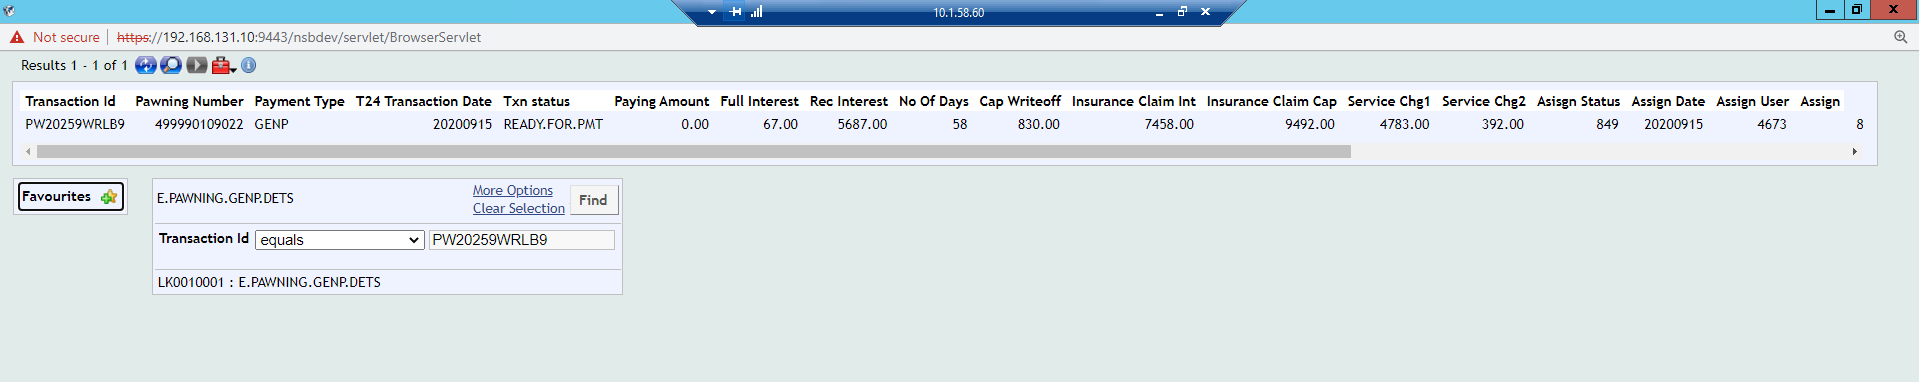 10.1.58.60
Not secure https://192.168.131.10:9443/nsbdev/servlet/BrowserServlet
Results 1 - 1 of 1
Transaction Id Pawning Number Payment Type T24 Transaction Date Txn status Paying Amount Full Interest Rec Interest No Of Days Cap Writeoff Insurance Claim Int Insurance Claim Cap Service Chg1 Service Chg2 Asisgn Status Assign Date Assign User Assign
PW20259WRLB9 499990109022 GENP 20200915 READY.FOR.PMT 0.00 67.00 5687.00 58 830.00 7458.00 9492.00 4783.00 392.00 849 20200915 4673 8
Favourites
E.PAWNING.GENP.DETS
More Options
Clear Selection
Find
Transaction Id equals PW20259WRLB9
LK0010001 : E.PAWNING.GENP.DETS